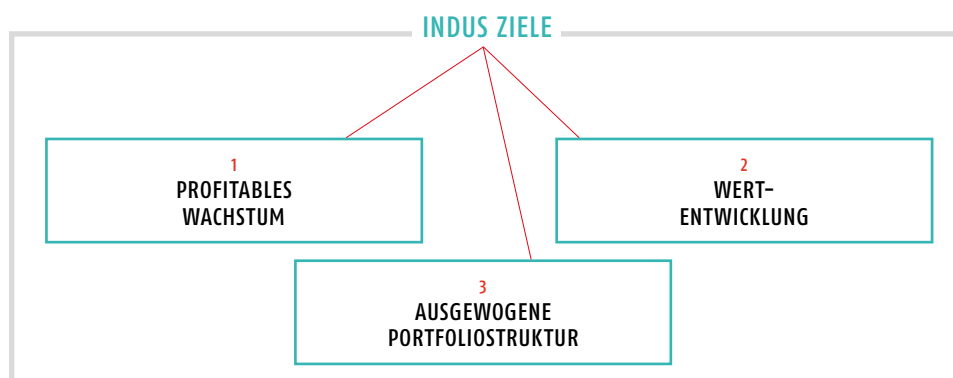 INDUS ZIELE
1
PROFITABLES
WACHSTUM
2
WERT-
ENTWICKLUNG
3
AUSGEWOGENE
PORTFOLIOSTRUKTUR